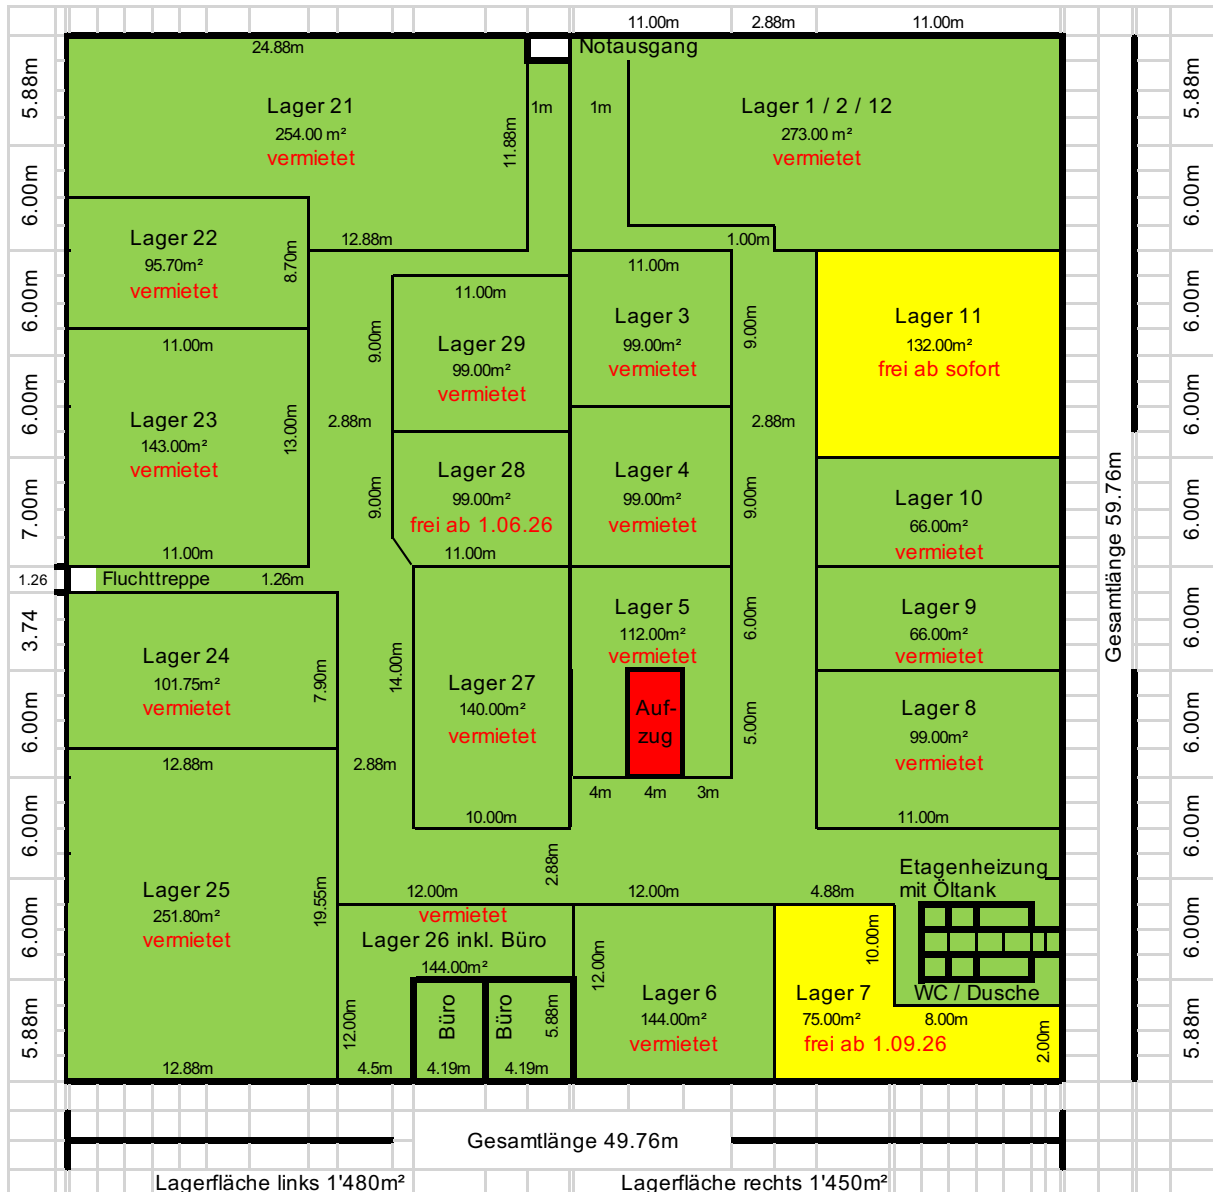 11.00m 2.88m 11.00m
24.88m
Notausgang
5.88m
6.00m
6.00m
6.00m
7.00m
1.26
3.74
6.00m
6.00m
6.00m
5.88m
Lager 21
254.00 m²
vermietet
11.88m
1m
1m
Lager 1 / 2 / 12
273.00 m²
vermietet
Lager 22
95.70m²
vermietet
8.70m
12.88m
1.00m
11.00m
11.00m
11.00m
Lager 29
99.00m²
vermietet
9.00m
Lager 3
99.00m²
vermietet
9.00m
Lager 11
132.00m²
frei ab sofort
Lager 23
143.00m²
vermietet
13.00m
2.88m
2.88m
11.00m
Lager 28
99.00m²
frei ab 1.06.26
9.00m
11.00m
Lager 4
99.00m²
vermietet
9.00m
Lager 10
66.00m²
vermietet
Fluchttreppe 1.26m
Lager 5
112.00m²
vermietet
6.00m
Lager 9
66.00m²
vermietet
Lager 24
101.75m²
vermietet
7.90m
14.00m
Lager 27
140.00m²
vermietet
Auf-
zug
5.00m
Lager 8
99.00m²
vermietet
12.88m
2.88m
4m 4m 3m
10.00m
11.00m
2.88m
Etagenheizung
mit Öltank
Lager 25
251.80m²
vermietet
19.55m
12.00m 12.00m 4.88m
vermietet
Lager 26 inkl. Büro
144.00m²
12.00m
10.00m
Büro
Büro
5.88m
12.00m
Lager 6
144.00m²
vermietet
Lager 7
75.00m²
frei ab 1.09.26
WC / Dusche
8.00m
2.00m
12.88m 4.5m 4.19m 4.19m
5.88m
6.00m
6.00m
6.00m
6.00m
6.00m
6.00m
6.00m
6.00m
5.88m
Gesamtlänge 59.76m
Gesamtlänge 49.76m
Lagerfläche links 1'480m² Lagerfläche rechts 1'450m²